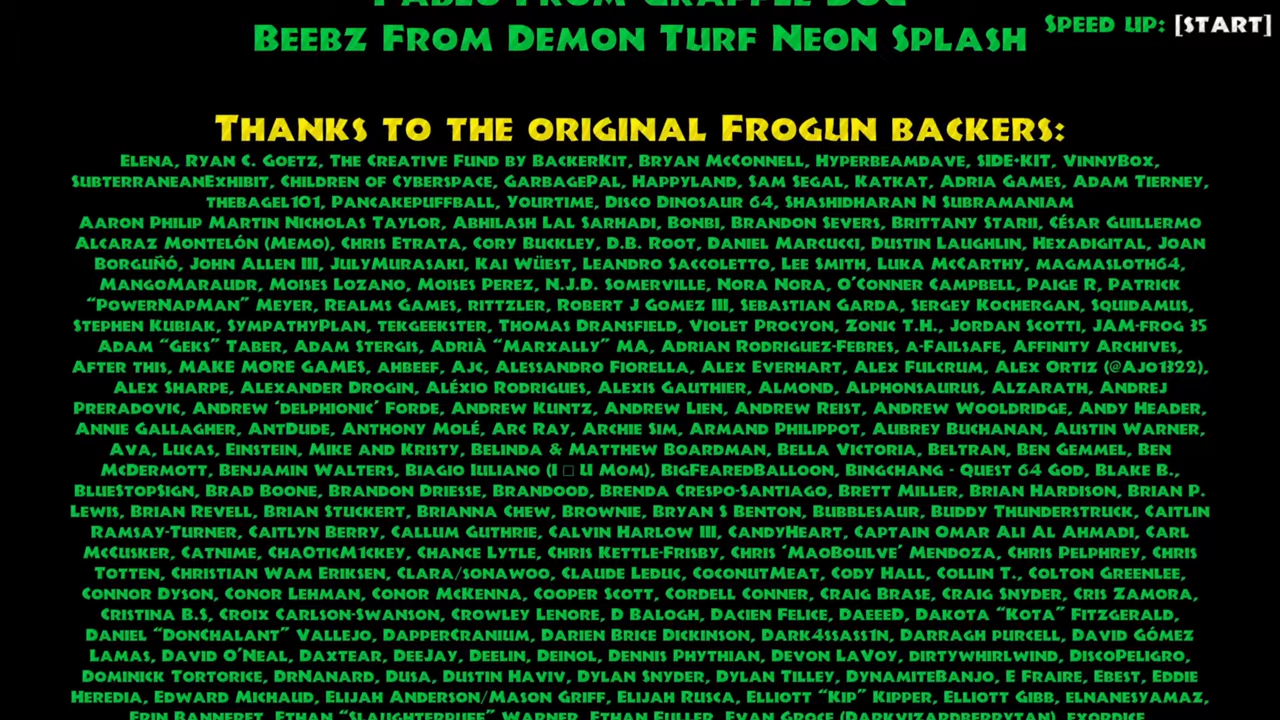 Pablo From Grapple Dog
Beebz From Demon Turf Neon Splash
Speed up: [START]
Thanks to the original Frogun backers:
Elena, Ryan C. Goetz, The Creative Fund by BackerKit, Bryan McConnell, Hyperbeamdave, SIDE-KIT, VinnyBox,
SubterraneanExhibit, Children of Cyberspace, GarbagePal, Happyland, Sam Segal, Katkat, Adria Games, Adam Tierney,
thebagel101, Pancakepuffball, Yourtime, Disco Dinosaur 64, Shashidharan N Subramaniam
Aaron Philip Martin Nicholas Taylor, Abhilash Lal Sarhadi, Bonbi, Brandon Severs, Brittany Starii, César Guillermo
Alcaraz Montelón (Memo), Chris Etrata, Cory Buckley, D.B. Root, Daniel Marcucci, Dustin Laughlin, Hexadigital, Joan
Borguñó, John Allen III, JulyMurasaki, Kai Wüest, Leandro Saccoletto, Lee Smith, Luka McCarthy, magmasloth64,
MangoMaraudr, Moises Lozano, Moises Perez, N.J.D. Somerville, Nora Nora, O'Conner Campbell, Paige R, Patrick
“PowerNapMan” Meyer, Realms Games, rittzler, Robert J Gomez III, Sebastian Garda, Sergey Kochergan, Squidamus,
Stephen Kubiak, SympathyPlan, tekgeekster, Thomas Dransfield, Violet Procyon, Zonic T.H., Jordan Scotti, JAM-frog 35
Adam “Geks” Taber, Adam Stergis, Adrià “Marxally” MA, Adrian Rodriguez-Febres, a-Failsafe, Affinity Archives,
After this, MAKE MORE GAMES, ahbeef, Ajc, Alessandro Fiorella, Alex Everhart, Alex Fulcrum, Alex Ortiz (@Ajo1322),
Alex Sharpe, Alexander Drogin, Aléxio Rodrigues, Alexis Gauthier, Almond, Alphonsaurus, Alzarath, Andrej
Preradovic, Andrew 'delphionic' Forde, Andrew Kuntz, Andrew Lien, Andrew Reist, Andrew Wooldridge, Andy Header,
Annie Gallagher, AntDude, Anthony Molé, Arc Ray, Archie Sim, Armand Philippot, Aubrey Buchanan, Austin Warner,
Ava, Lucas, Einstein, Mike and Kristy, Belinda & Matthew Boardman, Bella Victoria, Beltran, Ben Gemmel, Ben
McDermott, Benjamin Walters, Biagio Iuliano (I □ U Mom), BigFearedBalloon, Bingchang - Quest 64 God, Blake B.,
BlueStopSign, Brad Boone, Brandon Driesse, Brandood, Brenda Crespo-Santiago, Brett Miller, Brian Hardison, Brian P.
Lewis, Brian Revell, Brian Stuckert, Brianna Chew, Brownie, Bryan S Benton, Bubblesaur, Buddy Thunderstruck, Caitlin
Ramsay-Turner, Caitlyn Berry, Callum Guthrie, Calvin Harlow III, CandyHeart, Captain Omar Ali Al Ahmadi, Carl
McCusker, Catnime, ChaOticM1ckey, Chance Lytle, Chris Kettle-Frisby, Chris 'MaoBoulve' Mendoza, Chris Pelphrey, Chris
Totten, Christian Wam Eriksen, Clara/sonawoo, Claude Leduc, CoconutMeat, Cody Hall, Collin T., Colton Greenlee,
Connor Dyson, Conor Lehman, Conor McKenna, Cooper Scott, Cordell Conner, Craig Brase, Craig Snyder, Cris Zamora,
Cristina B.S, Croix Carlson-Swanson, Crowley Lenore, D Balogh, Dacien Felice, DaeeeD, Dakota “Kota” Fitzgerald,
Daniel “DonChalant” Vallejo, DapperCranium, Darien Brice Dickinson, Dark4ssass1n, Darragh purcell, David Gómez
Lamas, David O'Neal, Daxtear, DeeJay, Deelin, Deinol, Dennis Phythian, Devon LaVoy, dirtywhirlwind, DiscoPeligro,
Dominick Tortorice, DrNanard, Dusa, Dustin Haviv, Dylan Snyder, Dylan Tilley, DynamiteBanjo, E Fraire, Ebest, Eddie
Heredia, Edward Michaud, Elijah Anderson/Mason Griff, Elijah Rusca, Elliott “Kip” Kipper, Elliott Gibb, elnanesyamaz,
Erin Banneret, Ethan “Slaughterpuff” Warner, Ethan Fuller, Evan Groce (Darkvizardberrytan), exordice